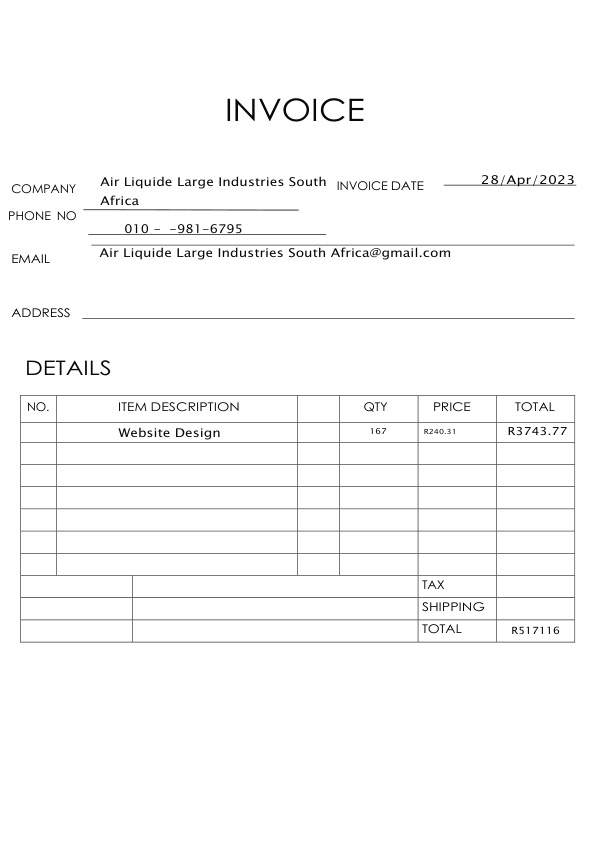 INVOICE
COMPANY Air Liquide Large Industries South Africa INVOICE DATE 28/Apr/2023
PHONE NO 010 - -981-6795
EMAIL Air Liquide Large Industries South Africa@gmail.com
ADDRESS
DETAILS
NO. ITEM DESCRIPTION QTY PRICE TOTAL
Website Design 167 R240.31 R3743.77
TAX
SHIPPING
TOTAL R517116